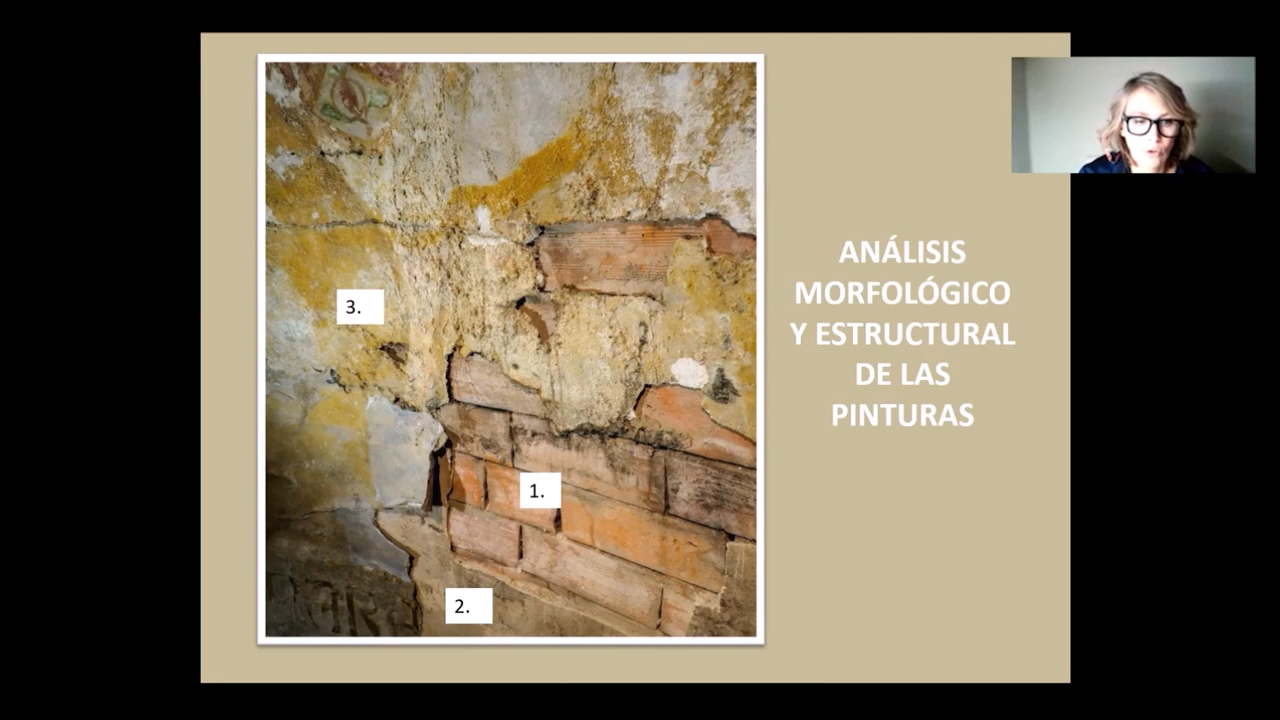 ANÁLISIS
MORFOLÓGICO
Y ESTRUCTURAL
DE LAS
PINTURAS
3.
1.
2.